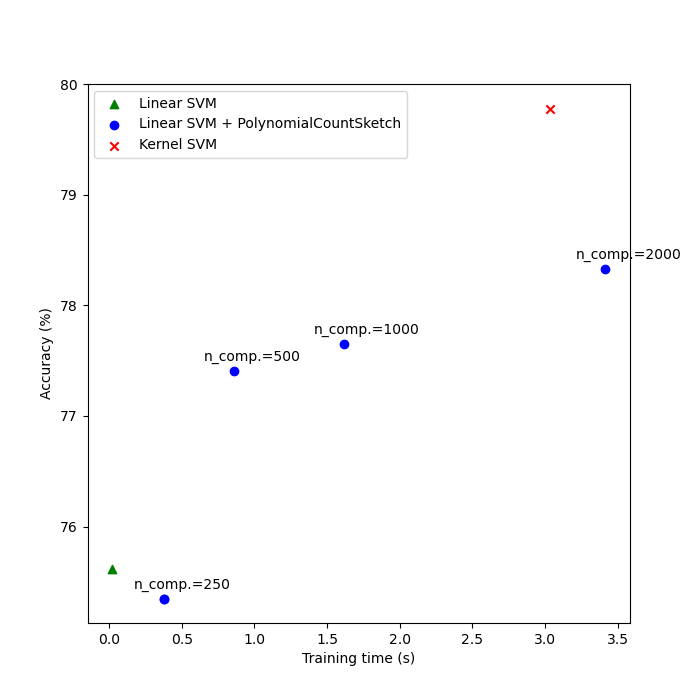 Linear SVM
Linear SVM + PolynomialCountSketch
Kernel SVM
80
79
78
77
76
Accuracy (%)
n_comp.=2000
n_comp.=1000
n_comp.=500
n_comp.=250
0.0 0.5 1.0 1.5 2.0 2.5 3.0 3.5
Training time (s)